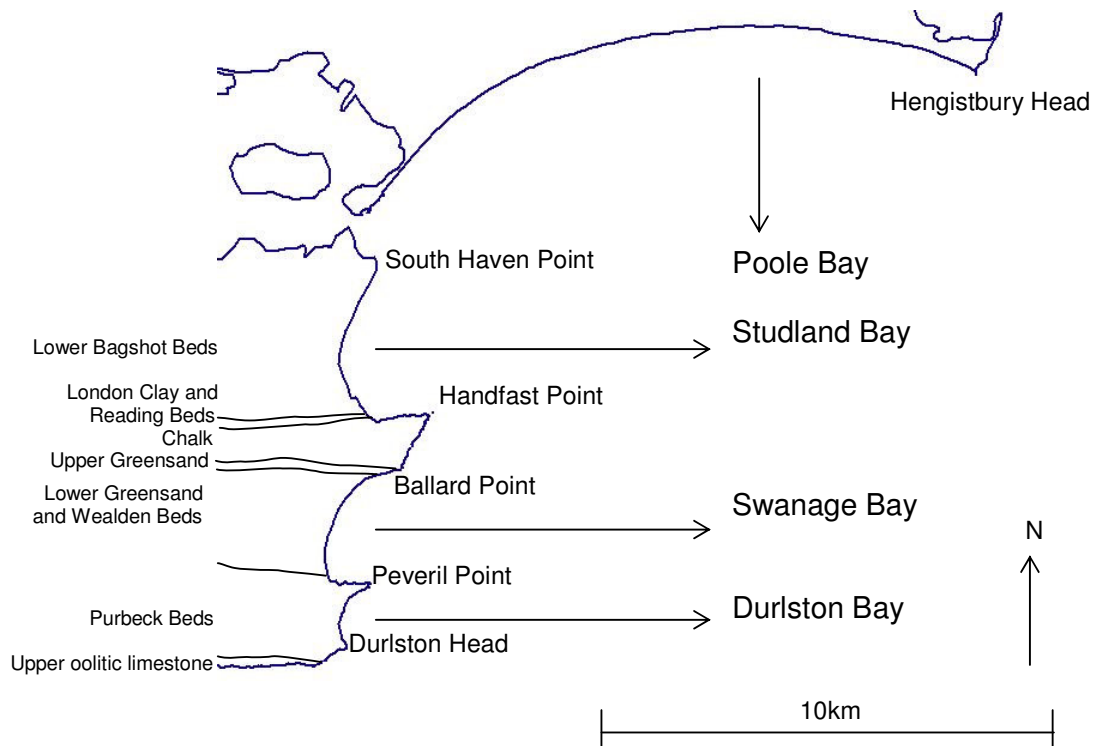 Hengistbury Head
South Haven Point
Poole Bay
Studland Bay
Lower Bagshot Beds
London Clay and
Reading Beds
Handfast Point
Chalk
Upper Greensand
Ballard Point
Lower Greensand
and Wealden Beds
Swanage Bay
N
Peveril Point
Purbeck Beds
Durlston Bay
Durlston Head
Upper oolitic limestone
10km